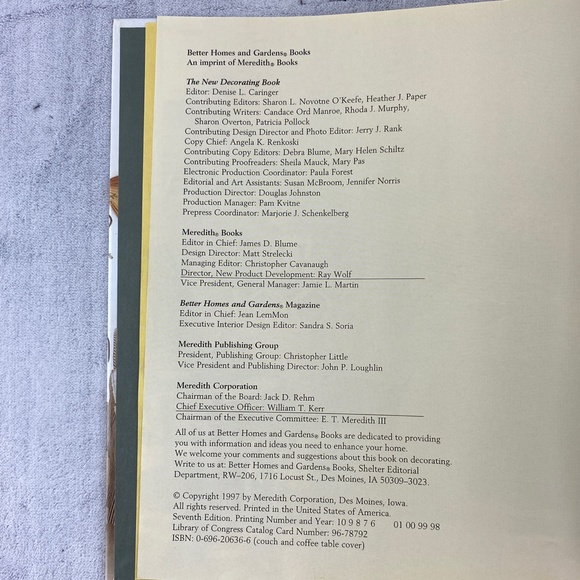 Better Homes and Gardens® Books
An imprint of Meredith® Books
The New Decorating Book
Editor: Denise L. Caringer
Contributing Editors: Sharon L. Novotne O'Keefe, Heather J. Paper
Contributing Writers: Candace Ord Manroe, Rhoda J. Murphy,
Sharon Overton, Patricia Pollock
Contributing Design Director and Photo Editor: Jerry J. Rank
Copy Chief: Angela K. Renkoski
Contributing Copy Editors: Debra Blume, Mary Helen Schiltz
Contributing Proofreaders: Sheila Mauck, Mary Pas
Electronic Production Coordinator: Paula Forest
Editorial and Art Assistants: Susan McBroom, Jennifer Norris
Production Director: Douglas Johnston
Production Manager: Pam Kvitne
Prepress Coordinator: Marjorie J. Schenkelberg
Meredith® Books
Editor in Chief: James D. Blume
Design Director: Matt Strelecki
Managing Editor: Christopher Cavanaugh
Director, New Product Development: Ray Wolf
Vice President, General Manager: Jamie L. Martin
Better Homes and Gardens® Magazine
Editor in Chief: Jean LemMon
Executive Interior Design Editor: Sandra S. Soria
Meredith Publishing Group
President, Publishing Group: Christopher Little
Vice President and Publishing Director: John P. Loughlin
Meredith Corporation
Chairman of the Board: Jack D. Rehm
Chief Executive Officer: William T. Kerr
Chairman of the Executive Committee: E. T. Meredith III
All of us at Better Homes and Gardens® Books are dedicated to providing
you with information and ideas you need to enhance your home.
We welcome your comments and suggestions about this book on decorating.
Write to us at: Better Homes and Gardens® Books, Shelter Editorial
Department, RW–206, 1716 Locust St., Des Moines, IA 50309–3023.
© Copyright 1997 by Meredith Corporation, Des Moines, Iowa.
All rights reserved. Printed in the United States of America.
Seventh Edition. Printing Number and Year: 10 9 8 7 6 01 00 99 98
Library of Congress Catalog Card Number: 96-78792
ISBN: 0-696-20636-6 (couch and coffee table cover)